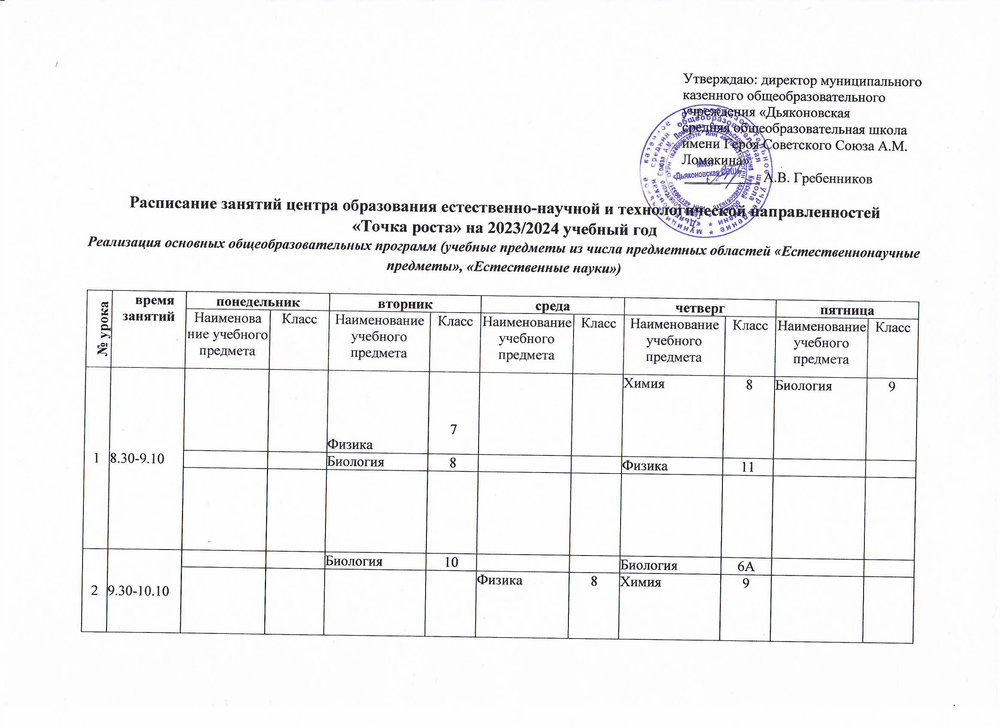 Утверждаю: директор муниципального
казенного общеобразовательного
учреждения «Дьяконовская
средняя общеобразовательная школа
имени Героя Советского Союза А.М.
Ломакина»
А.В. Гребенников
МКОУ
«Дьяконовская СОШ»
Расписание занятий центра образования естественно-научной и технологической направленностей
«Точка роста» на 2023/2024 учебный год
Реализация основных общеобразовательных программ (учебные предметы из числа предметных областей «Естественнонаучные
предметы», «Естественные науки»)
№ урока
время
занятий
понедельник вторник среда четверг пятница
Наименова Класс Наименование Класс Наименование Класс Наименование Класс Наименование Класс
ние учебного учебного учебного учебного учебного
предмета предмета предмета предмета предмета
Химия 8 Биология 9
7
Физика
1 8.30-9.10 Биология 8 Физика 11
Биология 10 Биология 6А
Физика 8 Химия 9
2 9.30-10.10